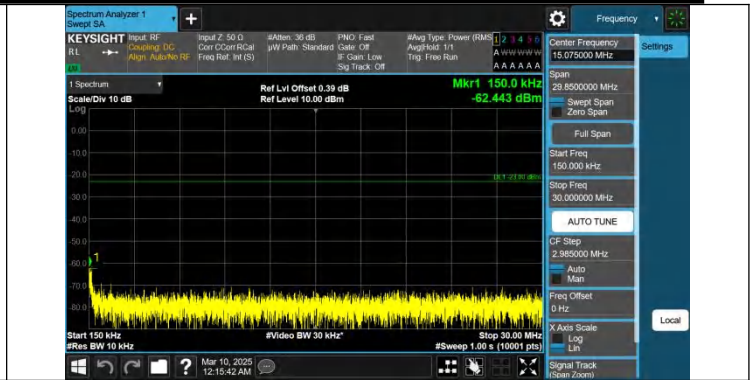 Spectrum Analyzer 1
Swept SA
+
Frequency
KEYSIGHT
RL
Input: RF
Coupling: DC
Align: Auto/No RF
Input Z: 50 Ω
Corr CCorr RCal
Freq Ref: Int (S)
#Atten: 36 dB
µW Path: Standard
PNO: Fast
Gate: Off
IF Gain: Low
Sig Track: Off
#Avg Type: Power (RMS
Avg|Hold: 1/1
Trig: Free Run
1 2 3 4 5 6
A W W W W W
A A A A A A
1 Spectrum
Scale/Div 10 dB
Log
Ref Lvl Offset 0.39 dB
Ref Level 10.00 dBm
Mkr1 150.0 kHz
-62.443 dBm
0.00
-10.0
-20.0
-30.0
-40.0
-50.0
-60.0
-70.0
-80.0
DL1 -23.00 dBm
1
Start 150 kHz
#Res BW 10 kHz
#Video BW 30 kHz*
Stop 30.00 MHz
#Sweep 1.00 s (10001 pts)
Mar 10, 2025
12:15:42 AM
?
Center Frequency
15.075000 MHz
Span
29.8500000 MHz
Swept Span
Zero Span
Full Span
Start Freq
150.000 kHz
Stop Freq
30.000000 MHz
AUTO TUNE
CF Step
2.985000 MHz
Auto
Man
Freq Offset
0 Hz
X Axis Scale
Log
Lin
Signal Track
(Span Zoom)
Settings
Local